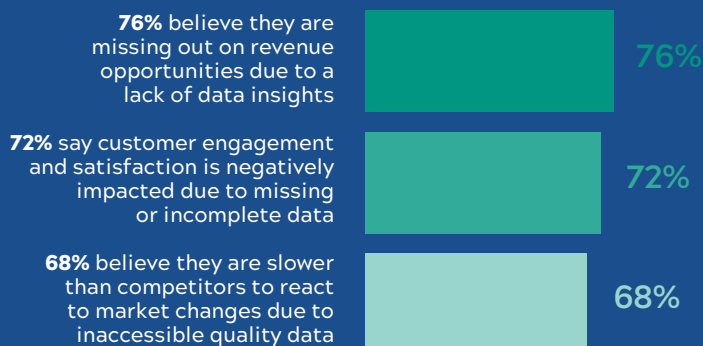 76% believe they are
missing out on revenue
opportunities due to a
lack of data insights
76%
72% say customer engagement
and satisfaction is negatively
impacted due to missing
or incomplete data
72%
68% believe they are slower
than competitors to react
to market changes due to
inaccessible quality data
68%